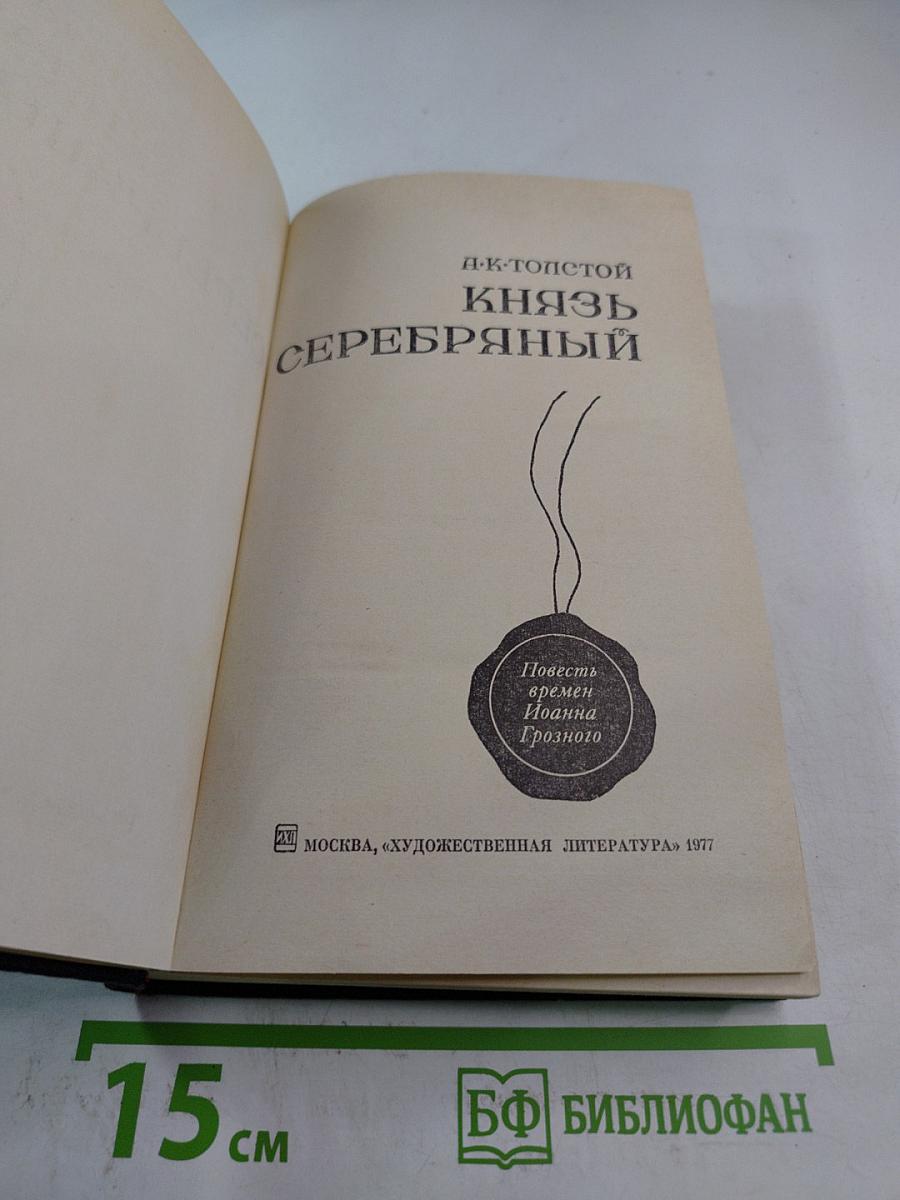 А·К·ТОЛСТОЙ
КНЯЗЬ
СЕРЕБРЯНЫЙ
Повесть
времен
Иоанна
Грозного
МОСКВА, «ХУДОЖЕСТВЕННАЯ ЛИТЕРАТУРА» 1977
15 см
БФ БИБЛИОФАН